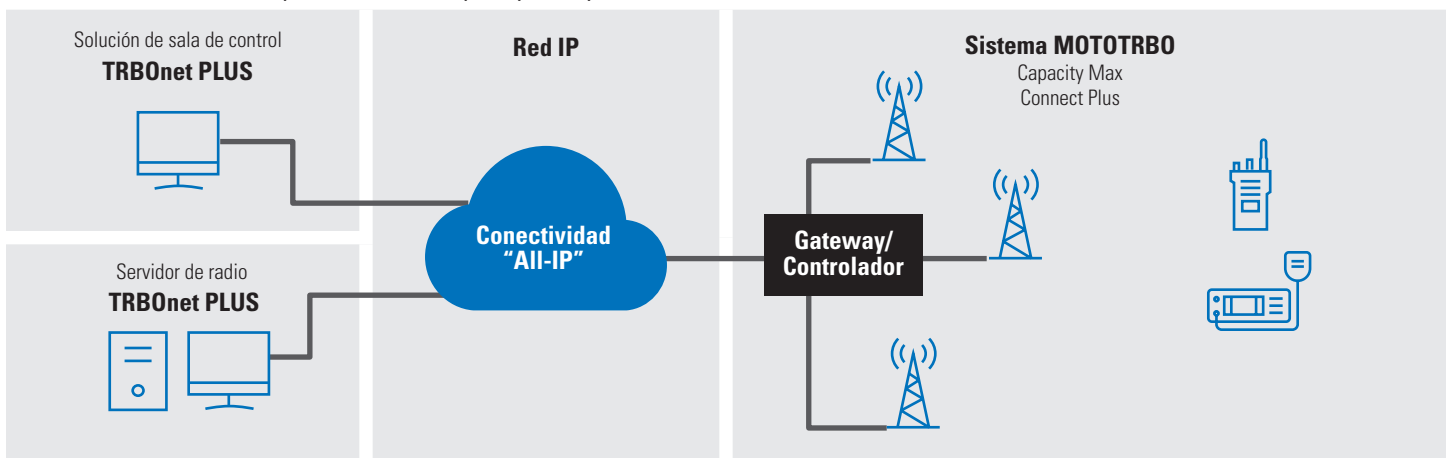 Solución de sala de control
TRBOnet PLUS
Servidor de radio
TRBOnet PLUS
Red IP
Conectividad
“All-IP”
Sistema MOTOTRBO
Capacity Max
Connect Plus
Gateway/
Controlador